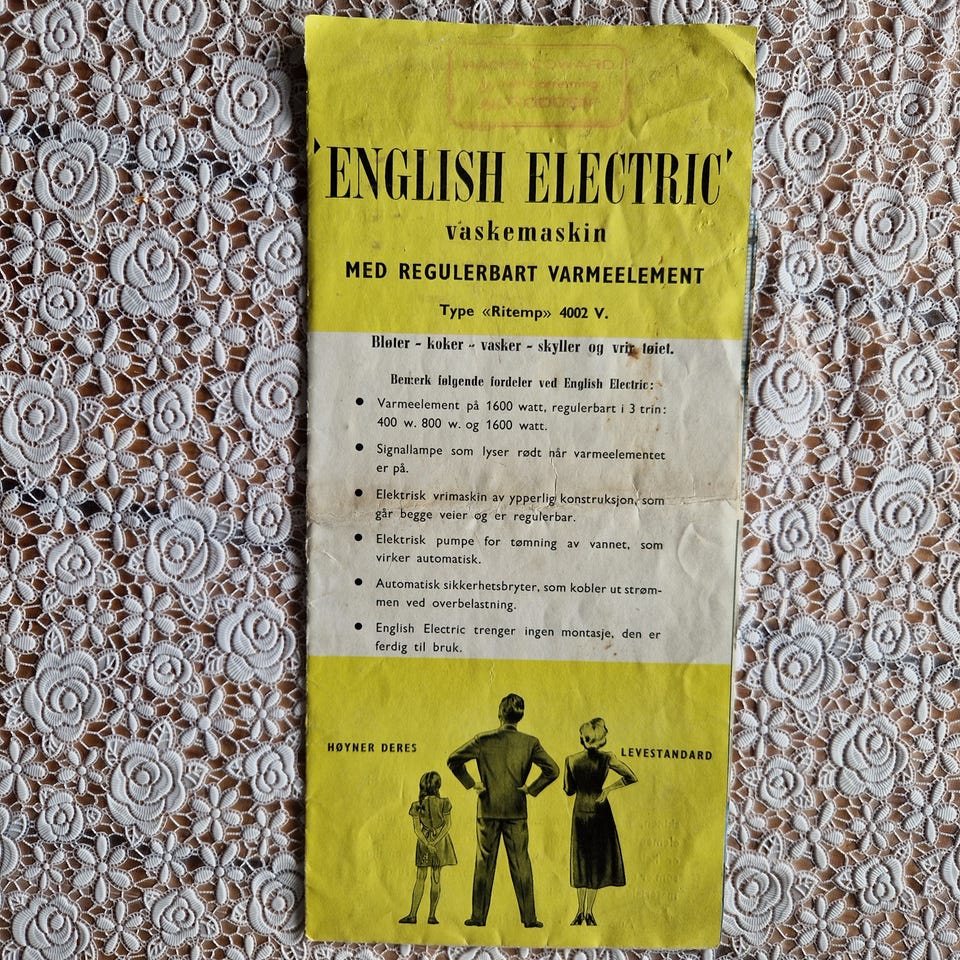 'ENGLISH ELECTRIC'
vaskemaskin
MED REGULERBART VARMEELEMENT
Type «Ritemp» 4002 V.
Bløter - koker - vasker - skyller og vrir tøiet.
Bemerk følgende fordeler ved English Electric:
• Varmeelement på 1600 watt, regulerbart i 3 trin:
400 w. 800 w. og 1600 watt.
• Signallampe som lyser rødt når varmeelementet
er på.
• Elektrisk vrimaskin av ypperlig konstruksjon, som
går begge veier og er regulerbar.
• Elektrisk pumpe for tømning av vannet, som
virker automatisk.
• Automatisk sikkerhetsbryter, som kobler ut strøm-
men ved overbelastning.
• English Electric trenger ingen montasje, den er
ferdig til bruk.
HØYNER DERES
LEVESTANDARD